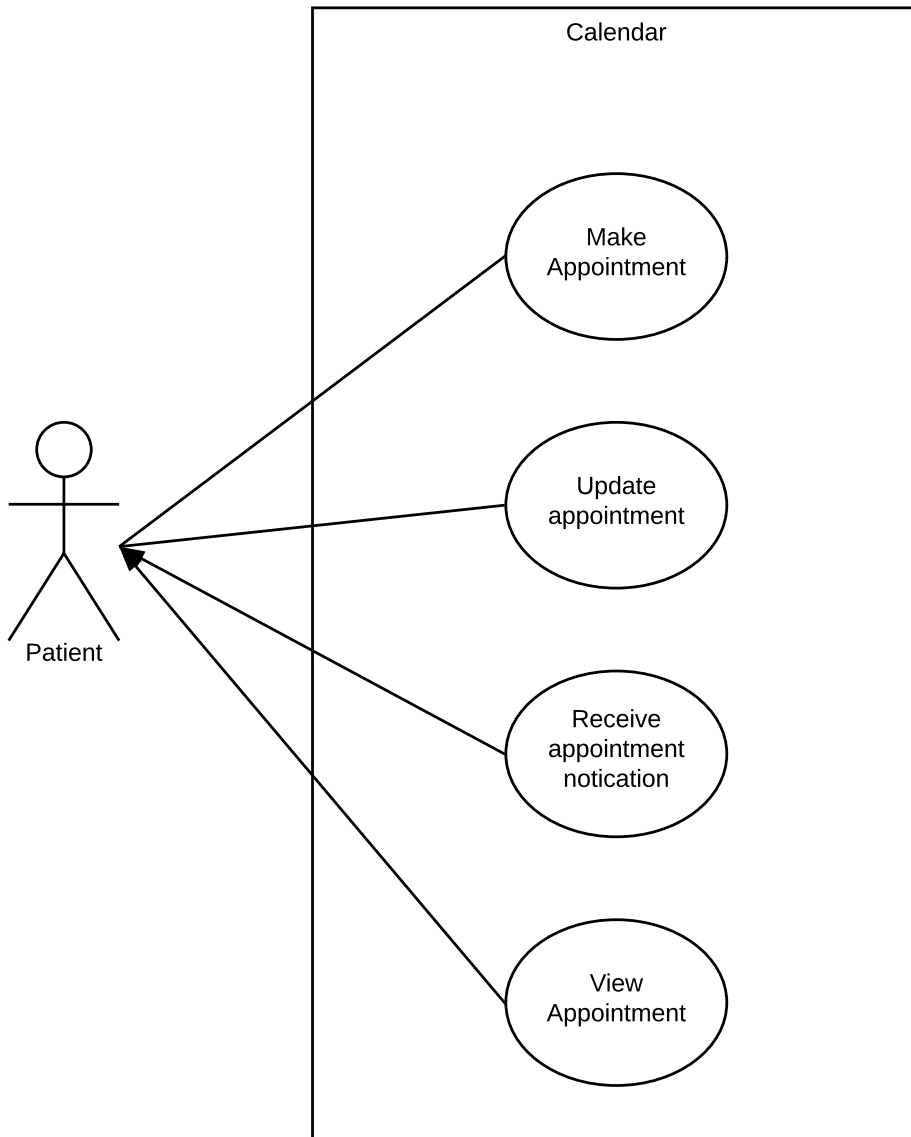 Calendar
Make
Appointment
Update
appointment
Patient
Receive
appointment
notication
View
Appointment